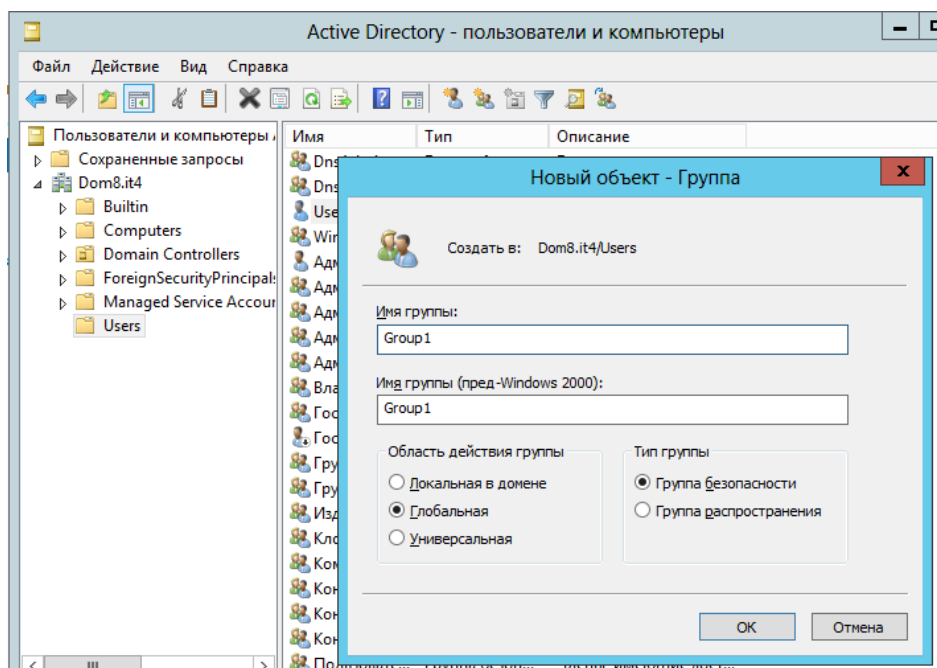 Active Directory - пользователи и компьютеры
Файл Действие Вид Справка
Пользователи и компьютеры
Сохраненные запросы
Dom8.it4
Builtin
Computers
Domain Controllers
ForeignSecurityPrincipal
Managed Service Accour
Users
Имя Тип Описание
Новый объект - Группа
x
Создать в: Dom8.it4/Users
Имя группы:
Group1
Имя группы (пред-Windows 2000):
Group1
Область действия группы
Локальная в домене
Глобальная
Универсальная
Тип группы
Группа безопасности
Группа распространения
ОК Отмена